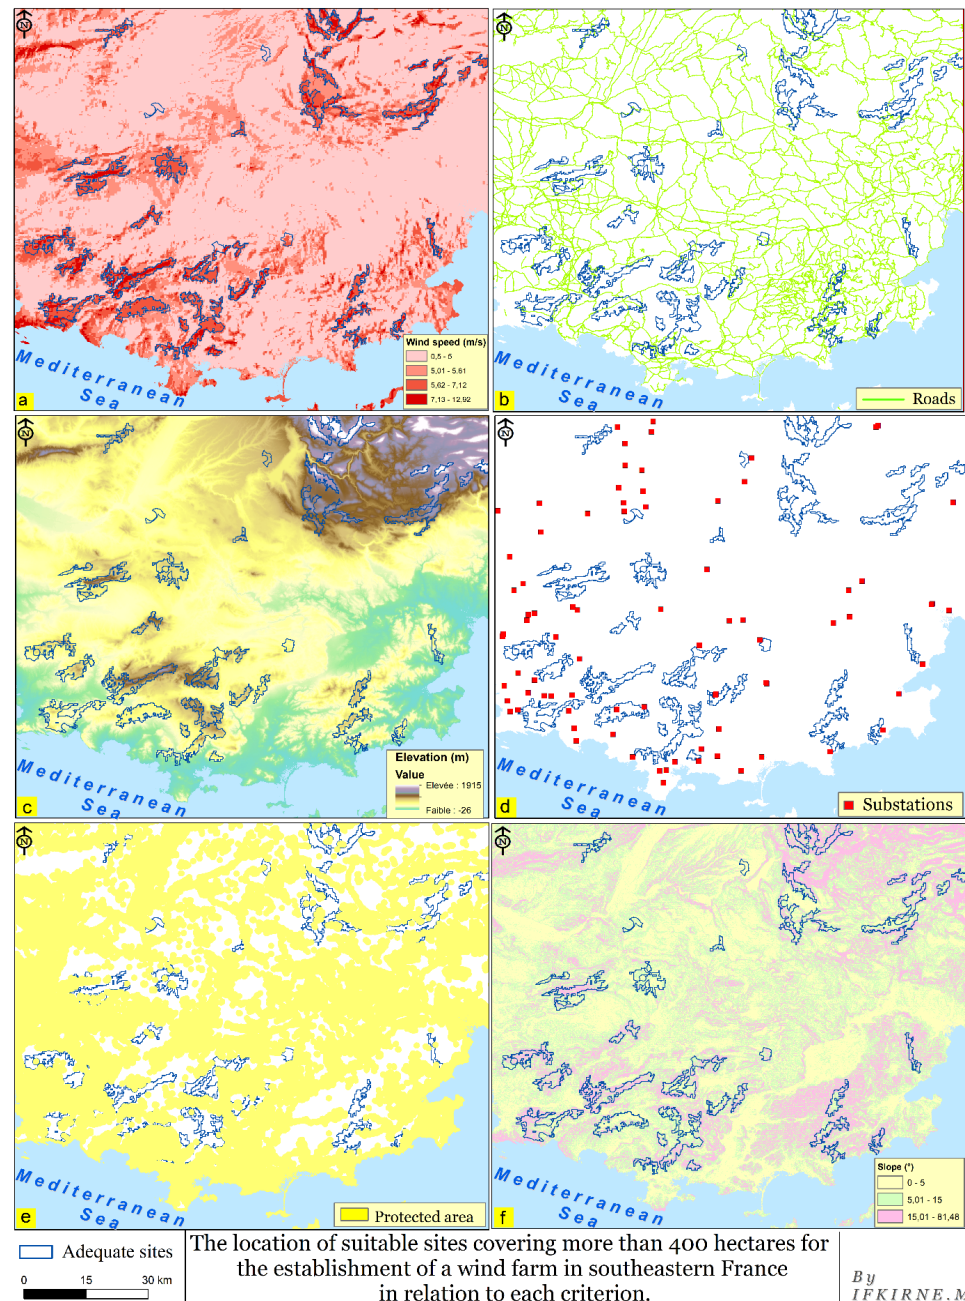 N
Mediterranean
Sea
Wind speed (m/s)
0,5 - 5
5,01 - 5.61
5,62 - 7,12
7,13 - 12,92
a
N
Mediterranean
Sea
Roads
b
N
Mediterranean
Sea
Elevation (m)
Value
Elevée : 1915
Faible : -26
c
N
Mediterranean
Sea
Substations
d
N
Mediterranean
Sea
Protected area
e
N
Mediterranean
Sea
Slope (°)
0 - 5
5,01 - 15
15,01 - 81,48
f
Adequate sites
0 15 30 km
The location of suitable sites covering more than 400 hectares for
the establishment of a wind farm in southeastern France
in relation to each criterion.
By
IFKIRNE.M